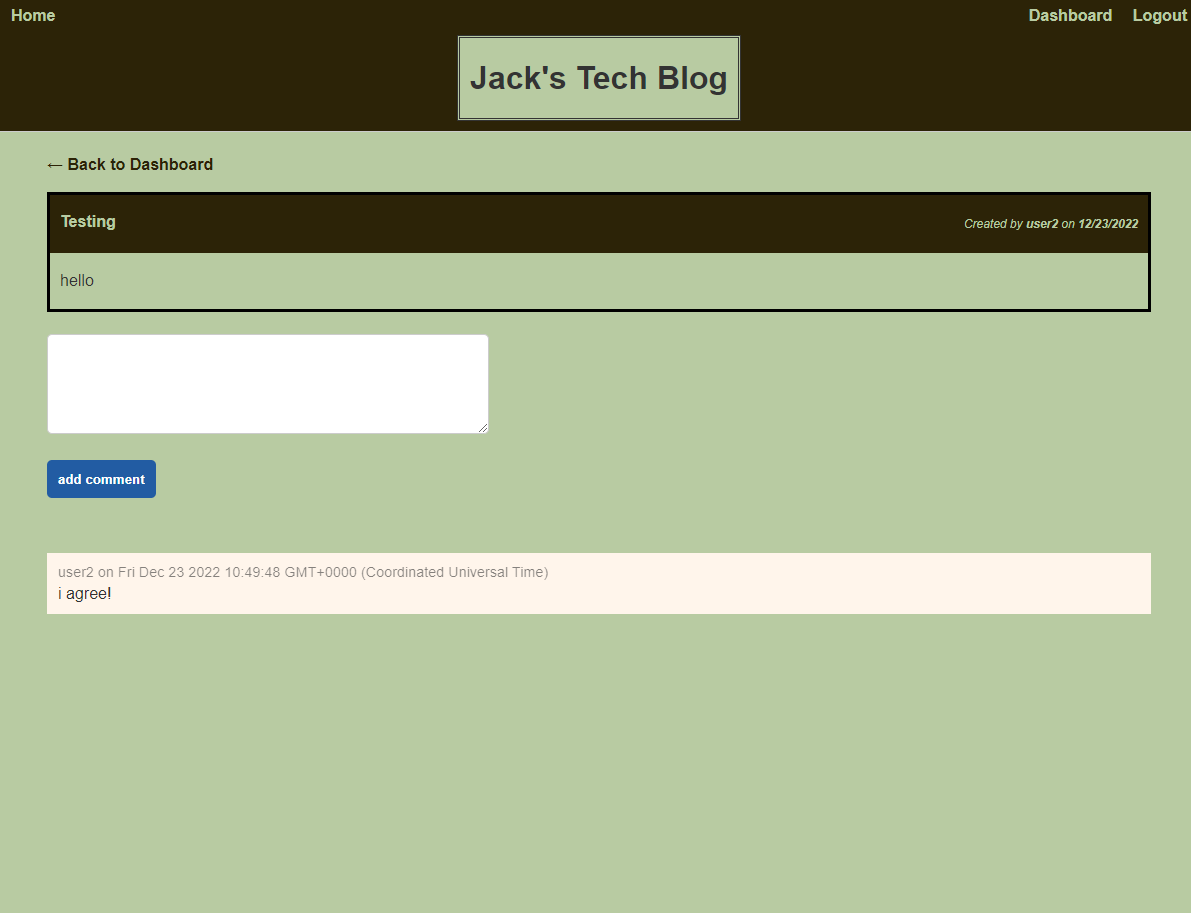 Home
Dashboard
Logout
Jack's Tech Blog
← Back to Dashboard
Testing
Created by user2 on 12/23/2022
hello
add comment
user2 on Fri Dec 23 2022 10:49:48 GMT+0000 (Coordinated Universal Time)
i agree!